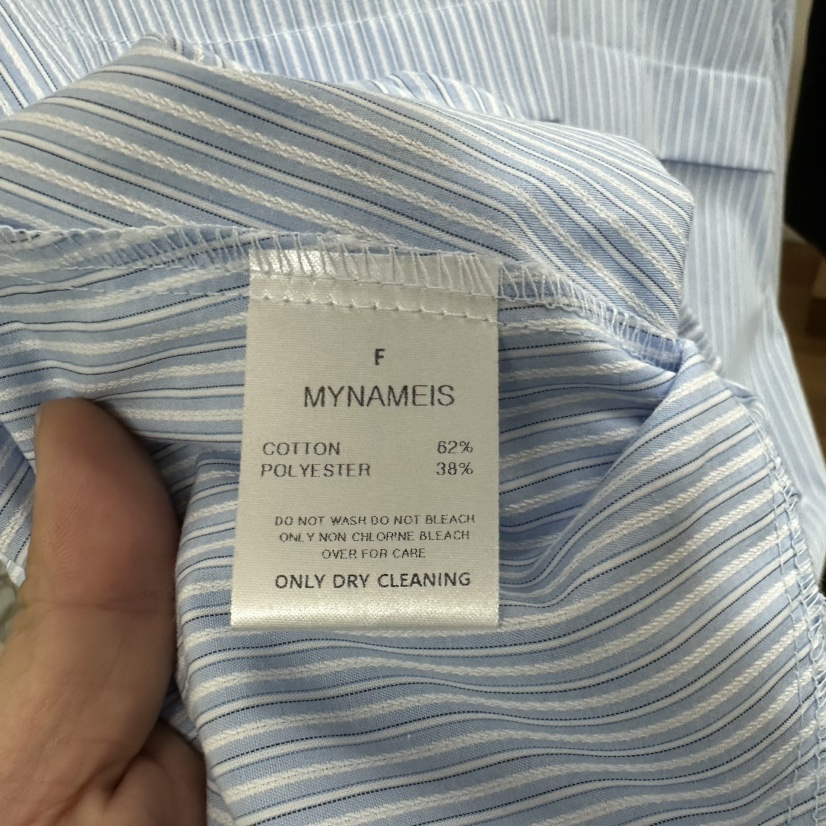 F
MYNAMEIS
COTTON 62%
POLYESTER 38%
DO NOT WASH DO NOT BLEACH
ONLY NON CHLORINE BLEACH
OVER FOR CARE
ONLY DRY CLEANING